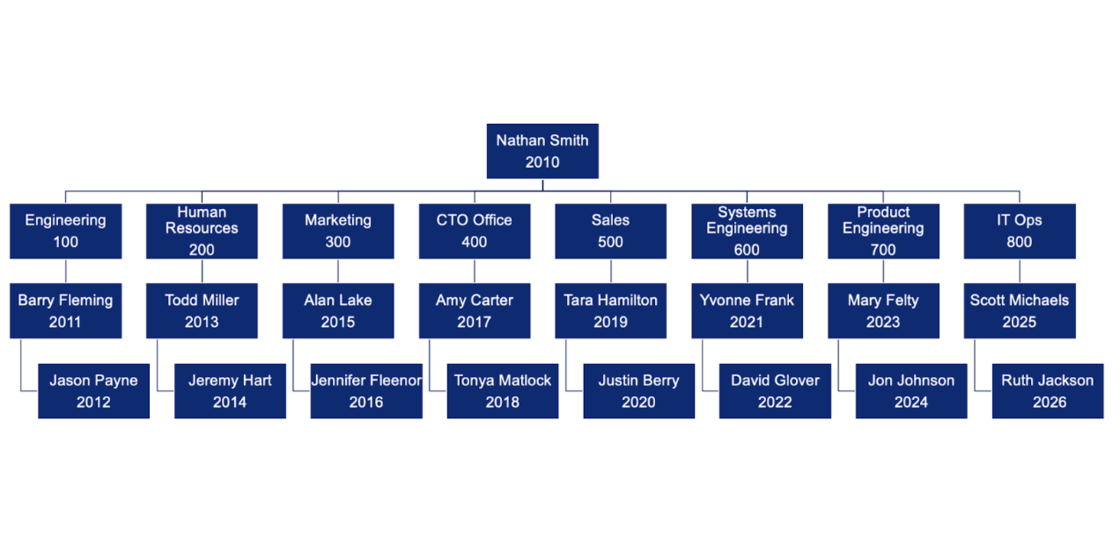 Nathan Smith
2010
Engineering
100
Human
Resources
200
Marketing
300
CTO Office
400
Sales
500
Systems
Engineering
600
Product
Engineering
700
IT Ops
800
Barry Fleming
2011
Todd Miller
2013
Alan Lake
2015
Amy Carter
2017
Tara Hamilton
2019
Yvonne Frank
2021
Mary Felty
2023
Scott Michaels
2025
Jason Payne
2012
Jeremy Hart
2014
Jennifer Fleenor
2016
Tonya Matlock
2018
Justin Berry
2020
David Glover
2022
Jon Johnson
2024
Ruth Jackson
2026